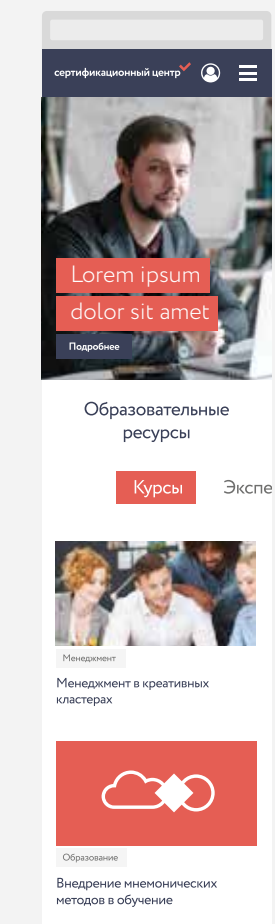 сертификационный центр
Lorem ipsum
dolor sit amet
Подробнее
Образовательные
ресурсы
Курсы Экспе
Менеджмент
Менеджмент в креативных
кластерах
Образование
Внедрение мнемонических
методов в обучение